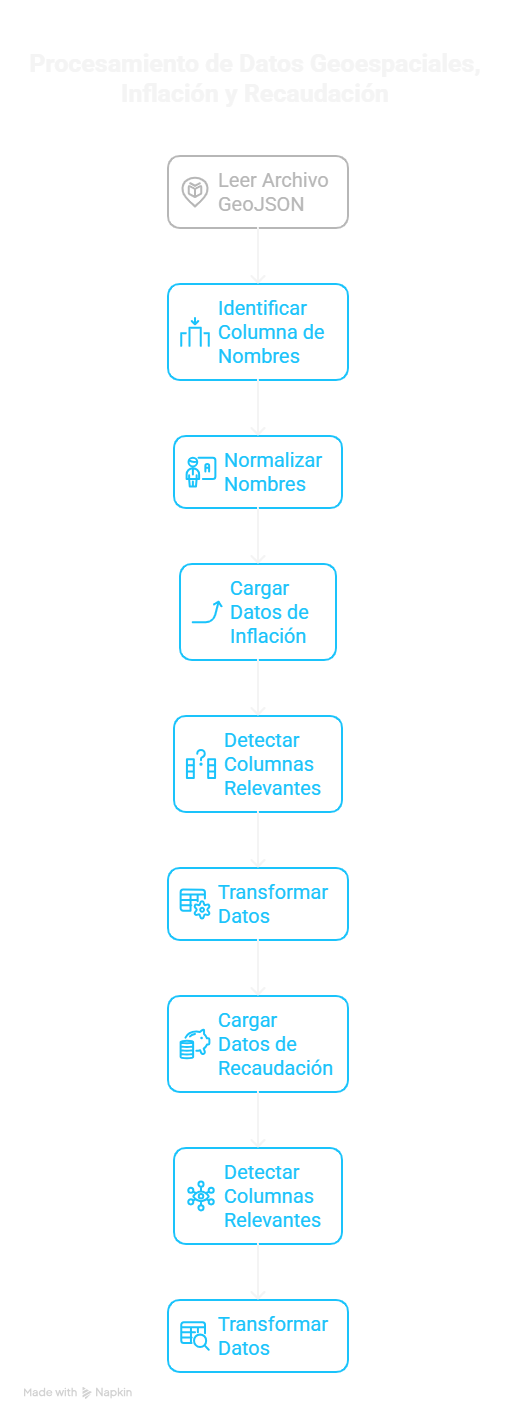 Procesamiento de Datos Geoespaciales,
Inflación y Recaudación
Leer Archivo
GeoJSON
Identificar
Columna de
Nombres
Normalizar
Nombres
Cargar
Datos de
Inflación
Detectar
Columnas
Relevantes
Transformar
Datos
Cargar
Datos de
Recaudación
Detectar
Columnas
Relevantes
Transformar
Datos
Made with Napkin